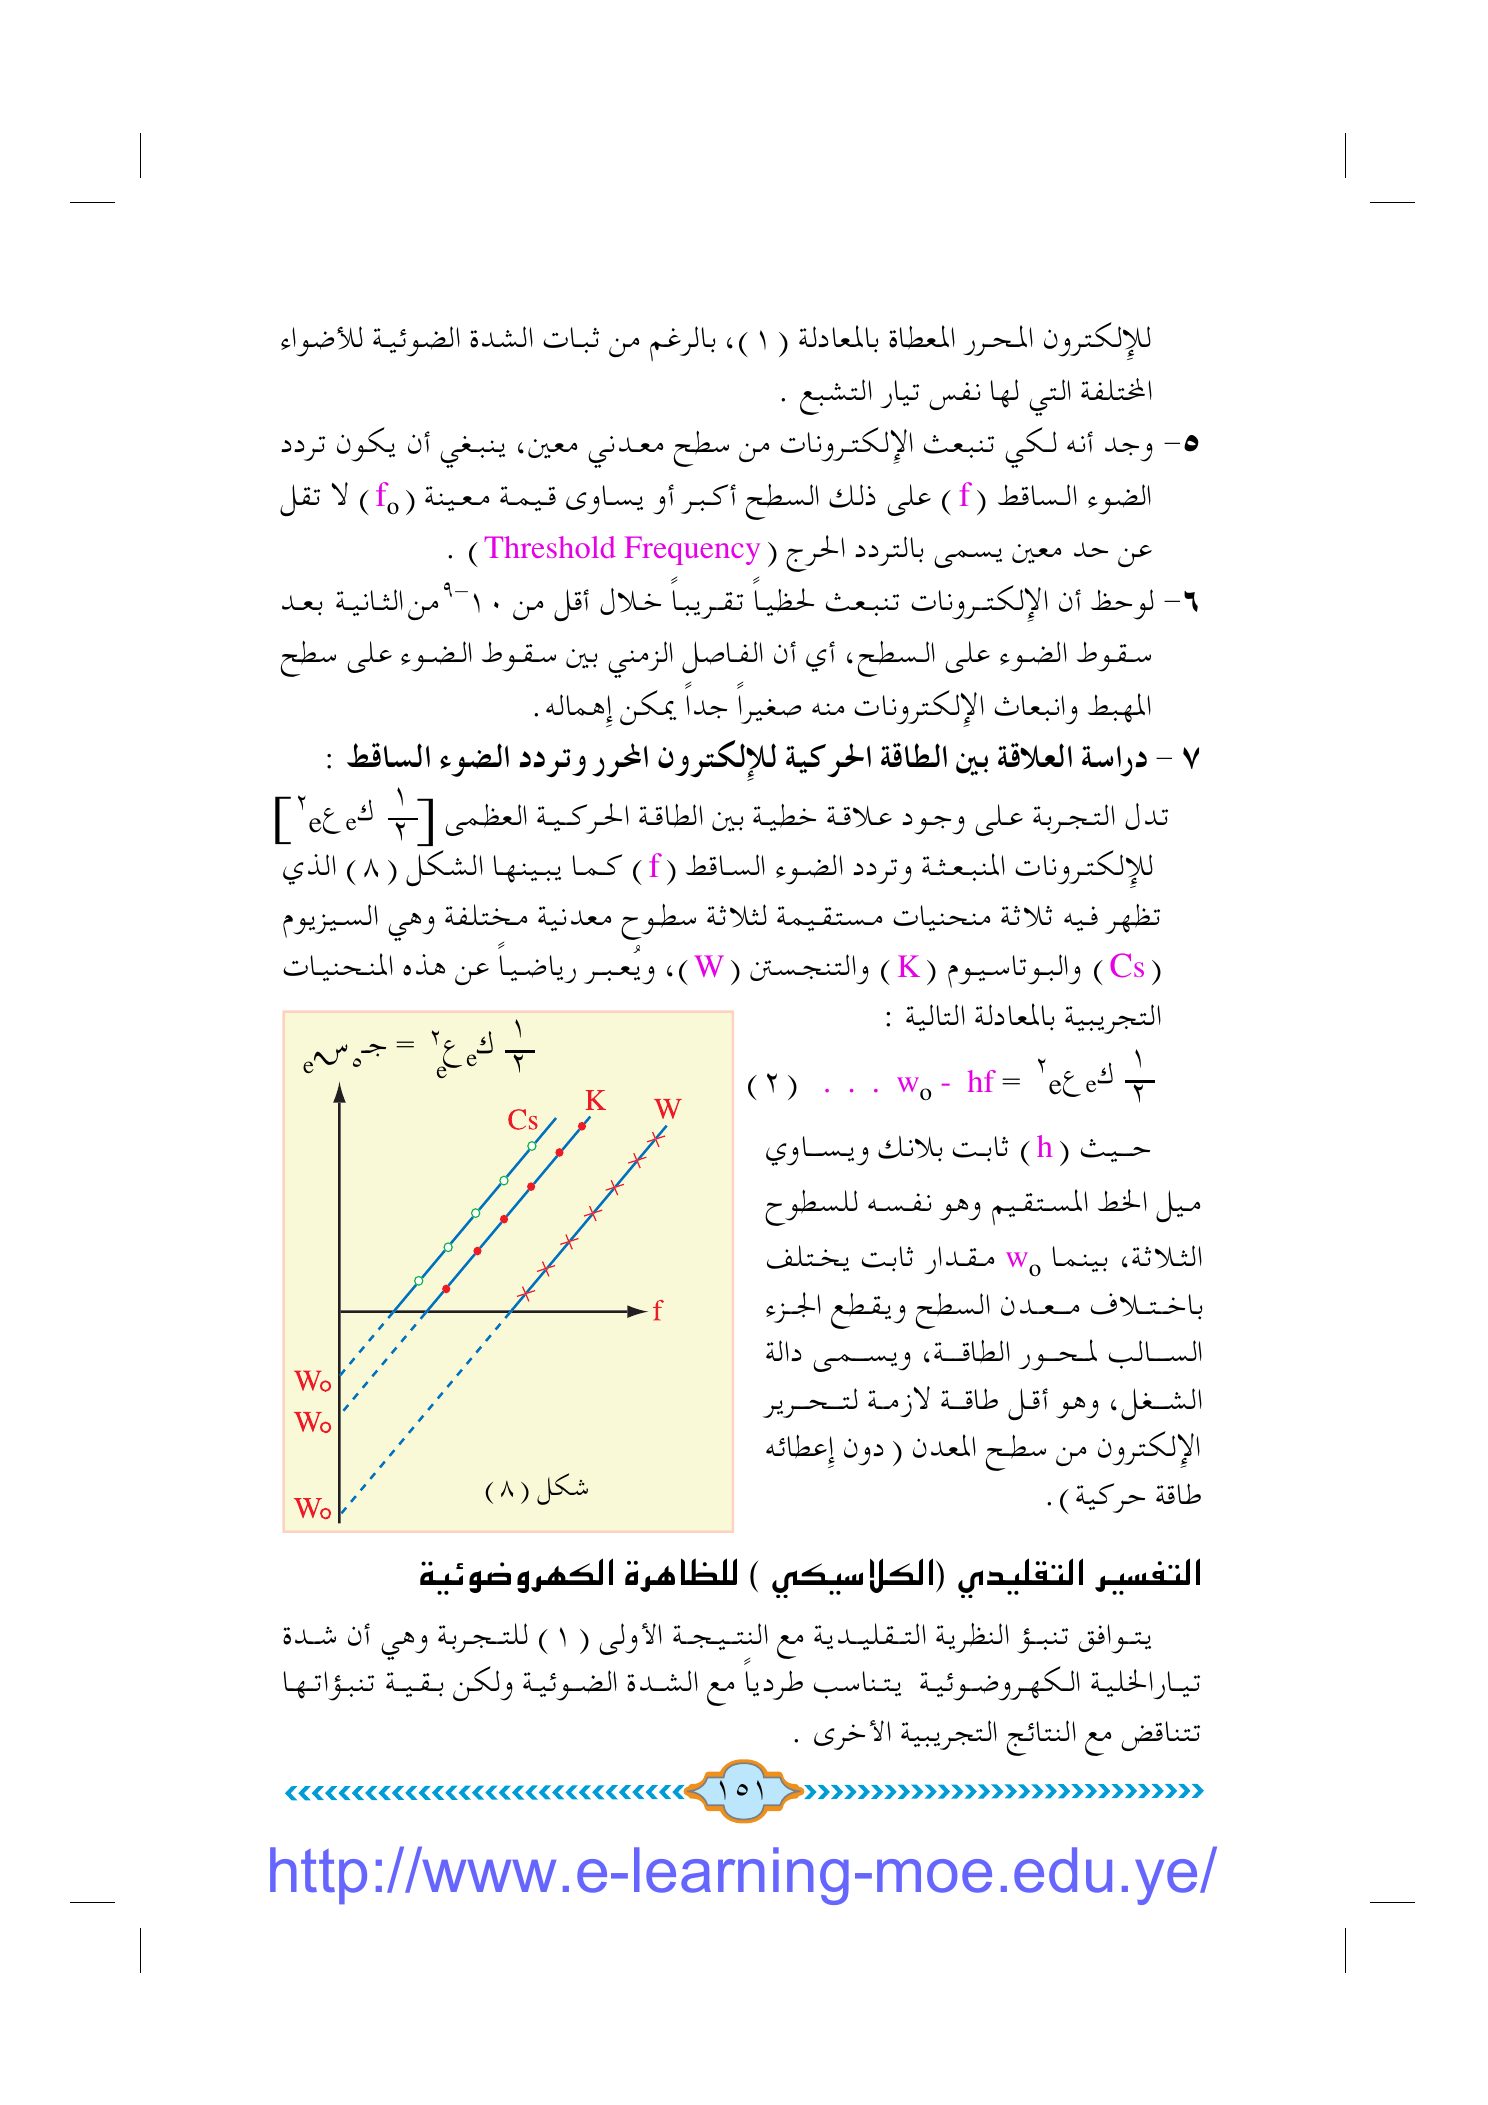 للإلكترون المحرر المعطاة بالمعادلة ( ١ )، بالرغم من ثبات الشدة الضوئية للأضواء
المختلفة التي لها نفس تيار التشبع .
٥- وجد أنه لكي تنبعث الإلكترونات من سطح معدني معين، ينبغي أن يكون تردد
الضوء الساقط ( f ) على ذلك السطح أكبر أو يساوى قيمة معينة ( fo ) لا تقل
عن حد معين يسمى بالتردد الحرج ( Threshold Frequency ) .
٦- لوحظ أن الإلكترونات تنبعث لحظياً تقريباً خلال أقل من ١٠⁻⁹ من الثانية بعد
سقوط الضوء على السطح، أي أن الفاصل الزمني بين سقوط الضوء على سطح
المهبط وانبعاث الإلكترونات منه صغيراً جداً يمكن إهماله .
٧ - دراسة العلاقة بين الطاقة الحركية للإلكترون المحرر وتردد الضوء الساقط :
تدل التجربة على وجود علاقة خطية بين الطاقة الحركية العظمى [ ١/٢ كe عe٢ ]
للإلكترونات المنبعثة وتردد الضوء الساقط ( f ) كما يبينها الشكل ( ٨ ) الذي
تظهر فيه ثلاثة منحنيات مستقيمة لثلاثة سطوح معدنية مختلفة وهي السيزيوم
( Cs ) والبوتاسيوم ( K ) والتنجستن ( W )، ويُعبر رياضياً عن هذه المنحنيات
التجريبية بالمعادلة التالية :
١/٢ كe عe٢ = wo - hf . . . ( ٢ )
حيث ( h ) ثابت بلانك ويساوي
ميل الخط المستقيم وهو نفسه للسطوح
الثلاثة، بينما wo مقدار ثابت يختلف
باختلاف معدن السطح ويقطع الجزء
السالب لمحور الطاقة، ويسمى دالة
الشغل، وهو أقل طاقة لازمة لتحرير
الإلكترون من سطح المعدن ( دون إعطائه
طاقة حركية ) .
١/٢ كe عe٢ = جـه سـهe
Cs
K
W
f
Wo
Wo
Wo
شكل ( ٨ )
التفسير التقليدي (الكلاسيكي ) للظاهرة الكهروضوئية
يتوافق تنبؤ النظرية التقليدية مع النتيجة الأولى ( ١ ) للتجربة وهي أن شدة
تيارالخلية الكهروضوئية يتناسب طردياً مع الشدة الضوئية ولكن بقية تنبؤاتها
تتناقض مع النتائج التجريبية الأخرى .
١٥١
http://www.e-learning-moe.edu.ye/